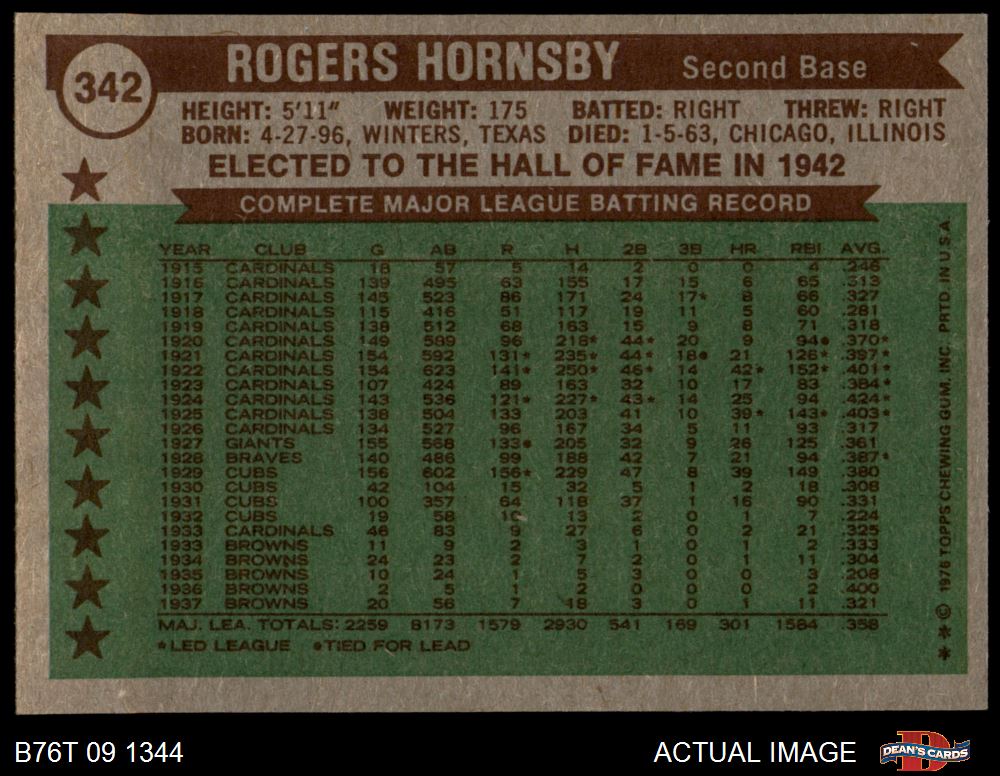 342
ROGERS HORNSBY Second Base
HEIGHT: 5'11" WEIGHT: 175 BATTED: RIGHT THREW: RIGHT
BORN: 4-27-96, WINTERS, TEXAS DIED: 1-5-63, CHICAGO, ILLINOIS
ELECTED TO THE HALL OF FAME IN 1942
COMPLETE MAJOR LEAGUE BATTING RECORD
YEAR CLUB G AB R H 2B 3B HR RBI AVG.
1915 CARDINALS 18 57 5 14 2 0 0 4 .246
1916 CARDINALS 139 495 63 155 17 15 6 65 .313
1917 CARDINALS 145 523 86 171 24 17* 8 66 .327
1918 CARDINALS 115 416 51 117 19 11 5 60 .281
1919 CARDINALS 138 512 68 163 15 9 8 71 .318
1920 CARDINALS 149 589 96 218* 44* 20 9 94● .370*
1921 CARDINALS 154 592 131* 235* 44* 18● 21 126* .397*
1922 CARDINALS 154 623 141* 250* 46* 14 42* 152* .401*
1923 CARDINALS 107 424 89 163 32 10 17 83 .384*
1924 CARDINALS 143 536 121* 227* 43* 14 25 94 .424*
1925 CARDINALS 138 504 133 203 41 10 39* 143* .403*
1926 CARDINALS 134 527 96 167 34 5 11 93 .317
1927 GIANTS 155 568 133● 205 32 9 26 125 .361
1928 BRAVES 140 486 99 188 42 7 21 94 .387*
1929 CUBS 156 602 156* 229 47 8 39 149 .380
1930 CUBS 42 104 15 32 5 1 2 18 .308
1931 CUBS 100 357 64 118 37 1 16 90 .331
1932 CUBS 19 58 13 2 0 1 7 .224
1933 CARDINALS 46 83 9 27 6 0 2 21 .325
1933 BROWNS 11 9 2 3 1 0 1 2 .333
1934 BROWNS 24 23 2 7 2 0 1 11 .304
1935 BROWNS 10 24 1 5 3 0 0 3 .208
1936 BROWNS 2 5 1 2 0 0 0 2 .400
1937 BROWNS 20 56 7 18 3 0 1 11 .321
MAJ. LEA. TOTALS: 2259 8173 1579 2930 541 169 301 1584 .358
*LED LEAGUE ●TIED FOR LEAD
**© 1976 TOPPS CHEWING GUM, INC. PRTD. IN U.S.A.
B76T 09 1344
ACTUAL IMAGE
D
DEAN'S CARDS